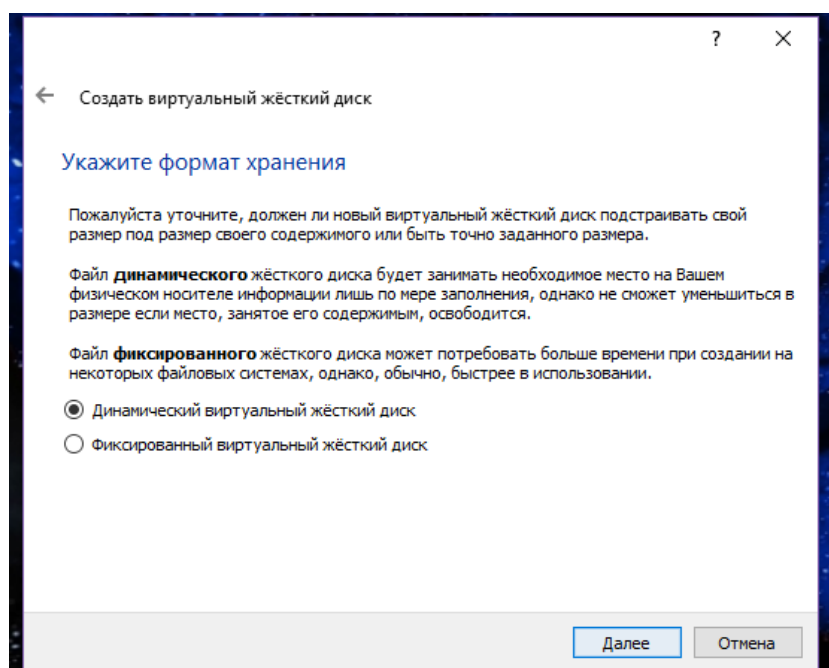 ?
Создать виртуальный жёсткий диск
Укажите формат хранения
Пожалуйста уточните, должен ли новый виртуальный жёсткий диск подстраивать свой
размер под размер своего содержимого или быть точно заданного размера.
Файл динамического жёсткого диска будет занимать необходимое место на Вашем
физическом носителе информации лишь по мере заполнения, однако не сможет уменьшиться в
размере если место, занятое его содержимым, освободится.
Файл фиксированного жёсткого диска может потребовать больше времени при создании на
некоторых файловых системах, однако, обычно, быстрее в использовании.
Динамический виртуальный жёсткий диск
Фиксированный виртуальный жёсткий диск
Далее Отмена